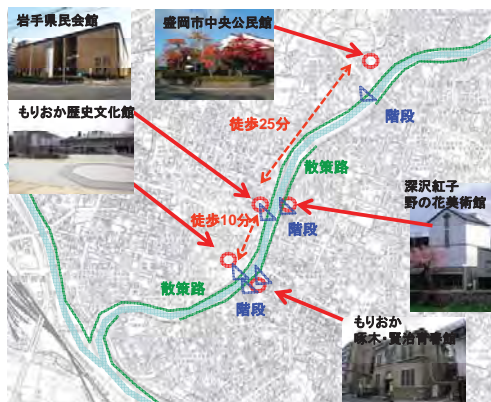 岩手県民会館
盛岡市中央公民館
もりおか歴史文化館
徒歩25分
階段
散策路
深沢紅子
野の花美術館
徒歩10分
階段
散策路
階段
もりおか
啄木・賢治青春館